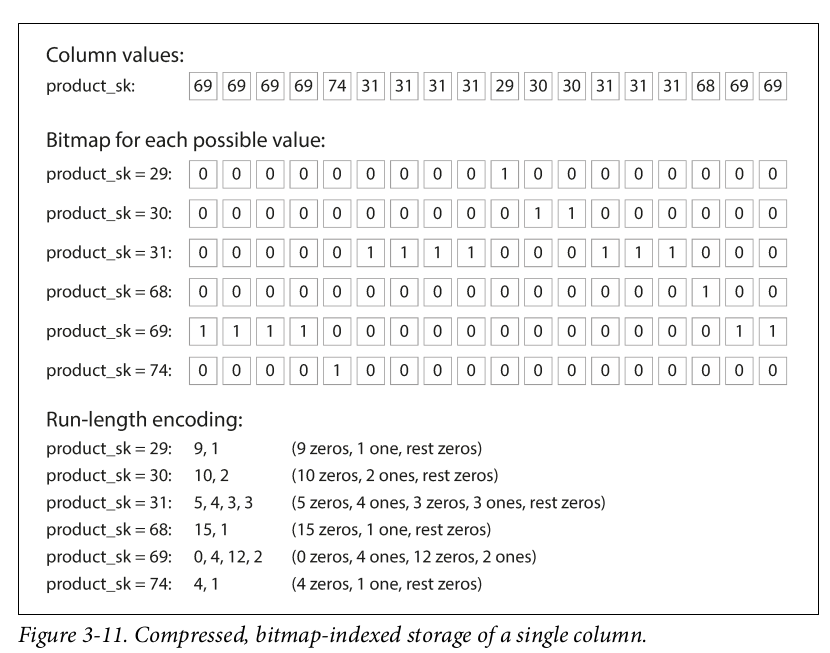 Column values:
product_sk: 69 69 69 69 74 31 31 31 31 29 30 30 31 31 31 68 69 69
Bitmap for each possible value:
product_sk = 29: 0 0 0 0 0 0 0 0 0 1 0 0 0 0 0 0 0 0
product_sk = 30: 0 0 0 0 0 0 0 0 0 0 1 1 0 0 0 0 0 0
product_sk = 31: 0 0 0 0 0 1 1 1 1 0 0 0 1 1 1 0 0 0
product_sk = 68: 0 0 0 0 0 0 0 0 0 0 0 0 0 0 0 1 0 0
product_sk = 69: 1 1 1 1 0 0 0 0 0 0 0 0 0 0 0 0 1 1
product_sk = 74: 0 0 0 0 1 0 0 0 0 0 0 0 0 0 0 0 0 0
Run-length encoding:
product_sk = 29: 9, 1 (9 zeros, 1 one, rest zeros)
product_sk = 30: 10, 2 (10 zeros, 2 ones, rest zeros)
product_sk = 31: 5, 4, 3, 3 (5 zeros, 4 ones, 3 zeros, 3 ones, rest zeros)
product_sk = 68: 15, 1 (15 zeros, 1 one, rest zeros)
product_sk = 69: 0, 4, 12, 2 (0 zeros, 4 ones, 12 zeros, 2 ones)
product_sk = 74: 4, 1 (4 zeros, 1 one, rest zeros)
Figure 3-11. Compressed, bitmap-indexed storage of a single column.